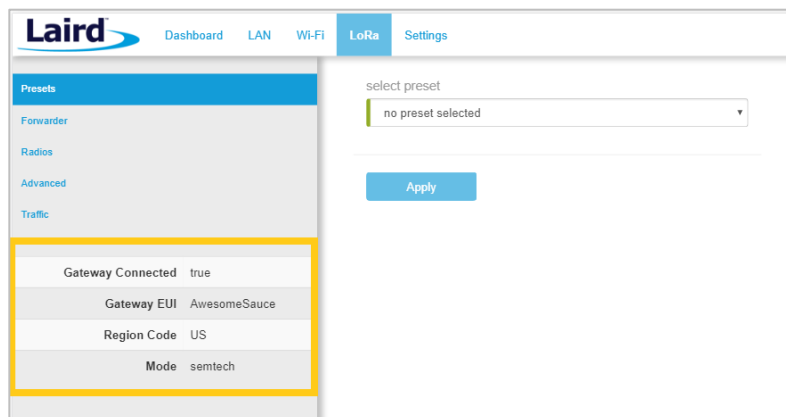 Laird™ Dashboard LAN Wi-Fi LoRa Settings
Presets
Forwarder
Radios
Advanced
Traffic
Gateway Connected true
Gateway EUI AwesomeSauce
Region Code US
Mode semtech
select preset
no preset selected
Apply